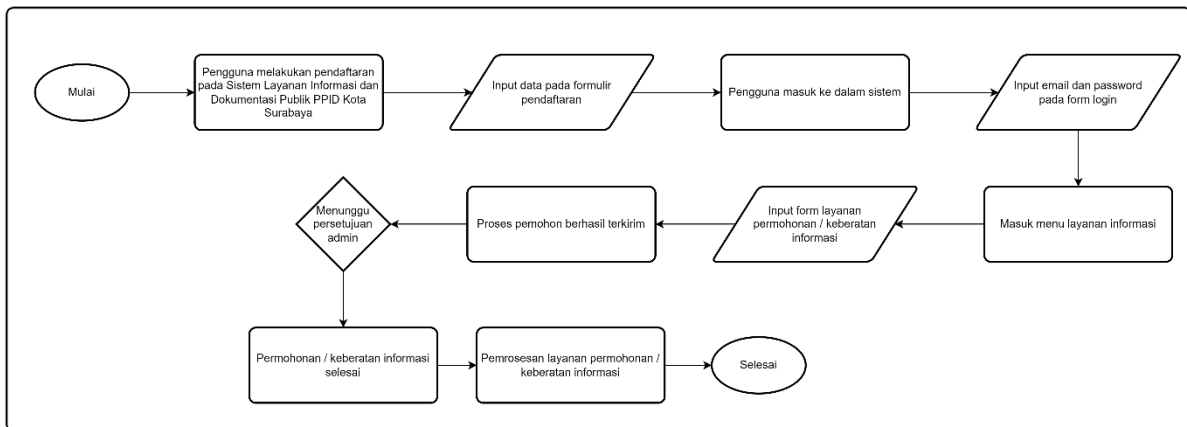 Mulai
Pengguna melakukan pendaftaran
pada Sistem Layanan Informasi dan
Dokumentasi Publik PPID Kota
Surabaya
Input data pada formulir
pendaftaran
Pengguna masuk ke dalam sistem
Input email dan password
pada form login
Masuk menu layanan informasi
Input form layanan
permohonan / keberatan
informasi
Proses pemohon berhasil terkirim
Menunggu
persetujuan
admin
Permohonan / keberatan informasi
selesai
Pemrosesan layanan permohonan /
keberatan informasi
Selesai